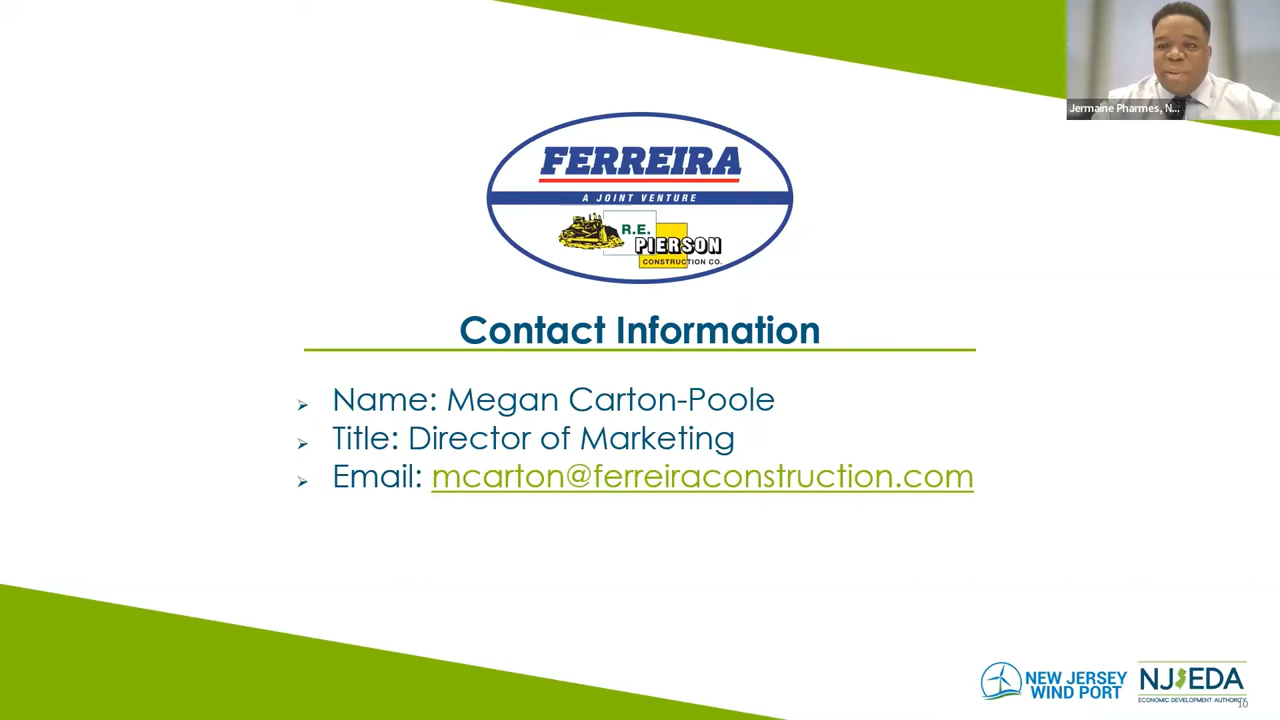 Jermaine Pharmes, N...
FERREIRA
A JOINT VENTURE
R.E.
PIERSON
CONSTRUCTION CO.
Contact Information
➢ Name: Megan Carton-Poole
➢ Title: Director of Marketing
➢ Email: mcarton@ferreiraconstruction.com
NEW JERSEY
WIND PORT
NJEDA
ECONOMIC DEVELOPMENT AUTHORITY
10